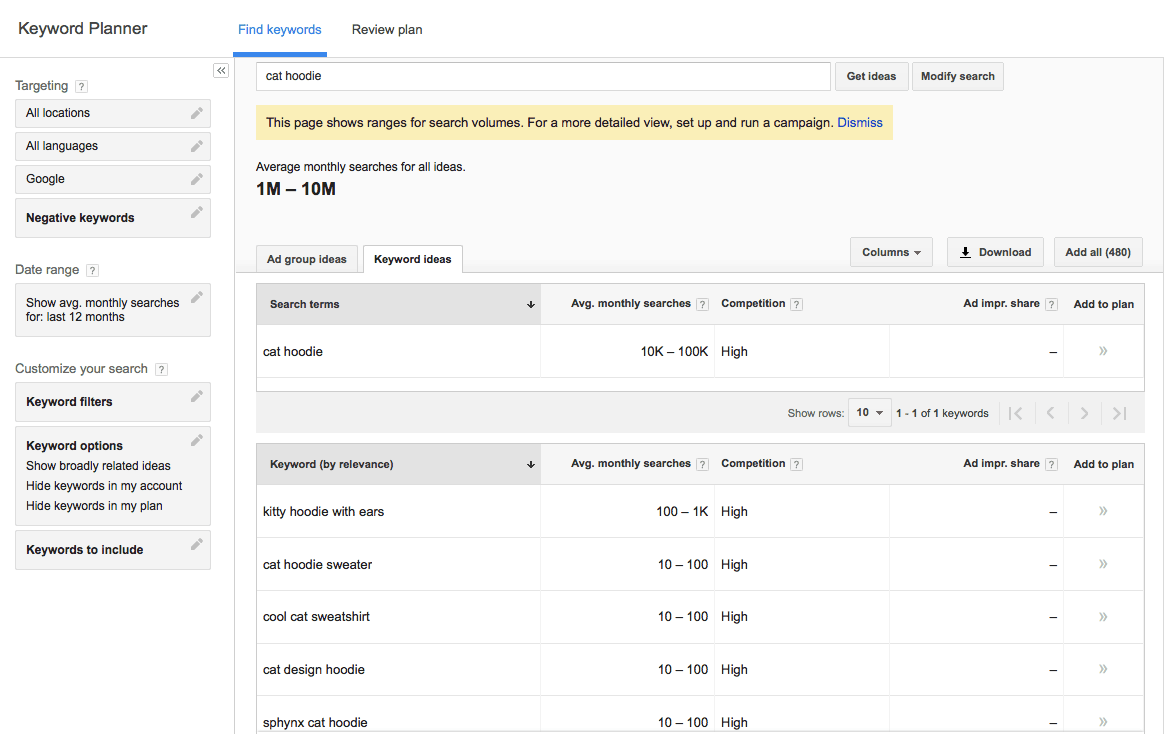 Keyword Planner
Find keywords
Review plan
«
Targeting ?
All locations
All languages
Google
Negative keywords
Date range ?
Show avg. monthly searches
for: last 12 months
Customize your search ?
Keyword filters
Keyword options
Show broadly related ideas
Hide keywords in my account
Hide keywords in my plan
Keywords to include
cat hoodie
Get ideas
Modify search
This page shows ranges for search volumes. For a more detailed view, set up and run a campaign. Dismiss
Average monthly searches for all ideas.
1M – 10M
Ad group ideas
Keyword ideas
Columns
Download
Add all (480)
Search terms Avg. monthly searches ? Competition ? Ad impr. share ? Add to plan
cat hoodie 10K – 100K High – »
Show rows: 10 1 - 1 of 1 keywords
Keyword (by relevance) Avg. monthly searches ? Competition ? Ad impr. share ? Add to plan
kitty hoodie with ears 100 – 1K High – »
cat hoodie sweater 10 – 100 High – »
cool cat sweatshirt 10 – 100 High – »
cat design hoodie 10 – 100 High – »
sphynx cat hoodie 10 – 100 High – »